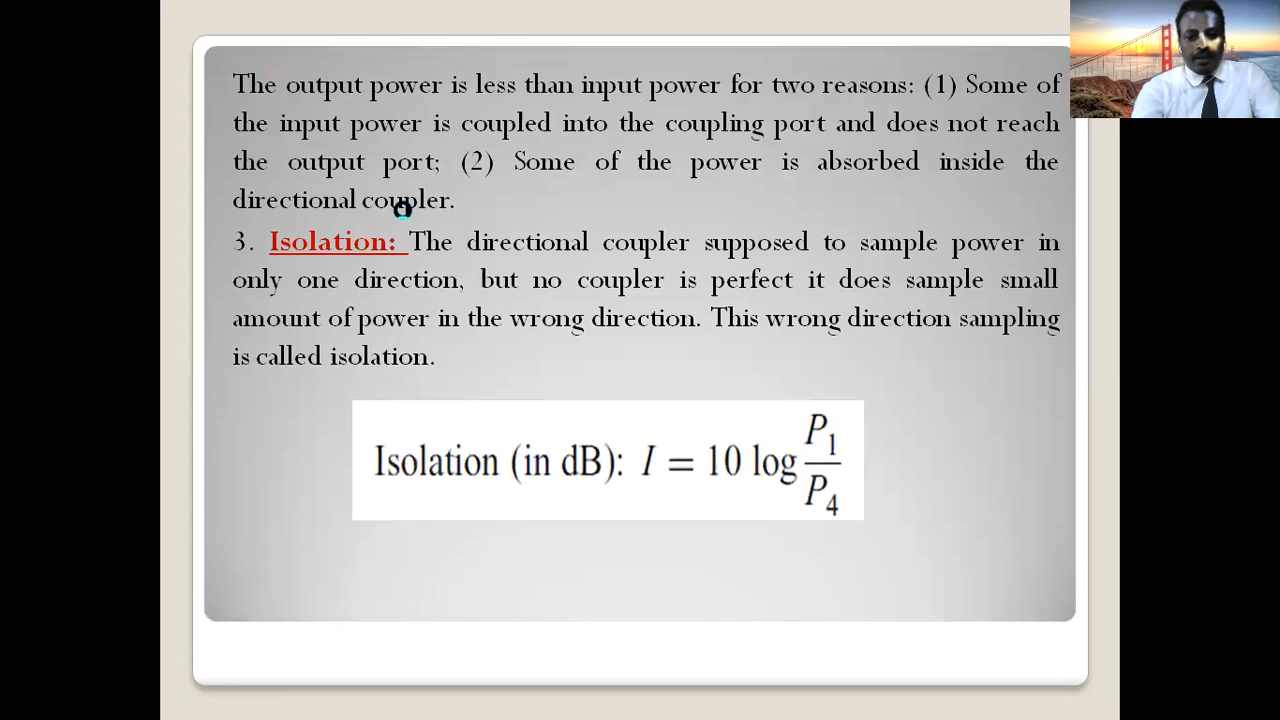 The output power is less than input power for two reasons: (1) Some of
the input power is coupled into the coupling port and does not reach
the output port; (2) Some of the power is absorbed inside the
directional coupler.
3. Isolation: The directional coupler supposed to sample power in
only one direction, but no coupler is perfect it does sample small
amount of power in the wrong direction. This wrong direction sampling
is called isolation.
Isolation (in dB): I = 10 log P₁/P₄